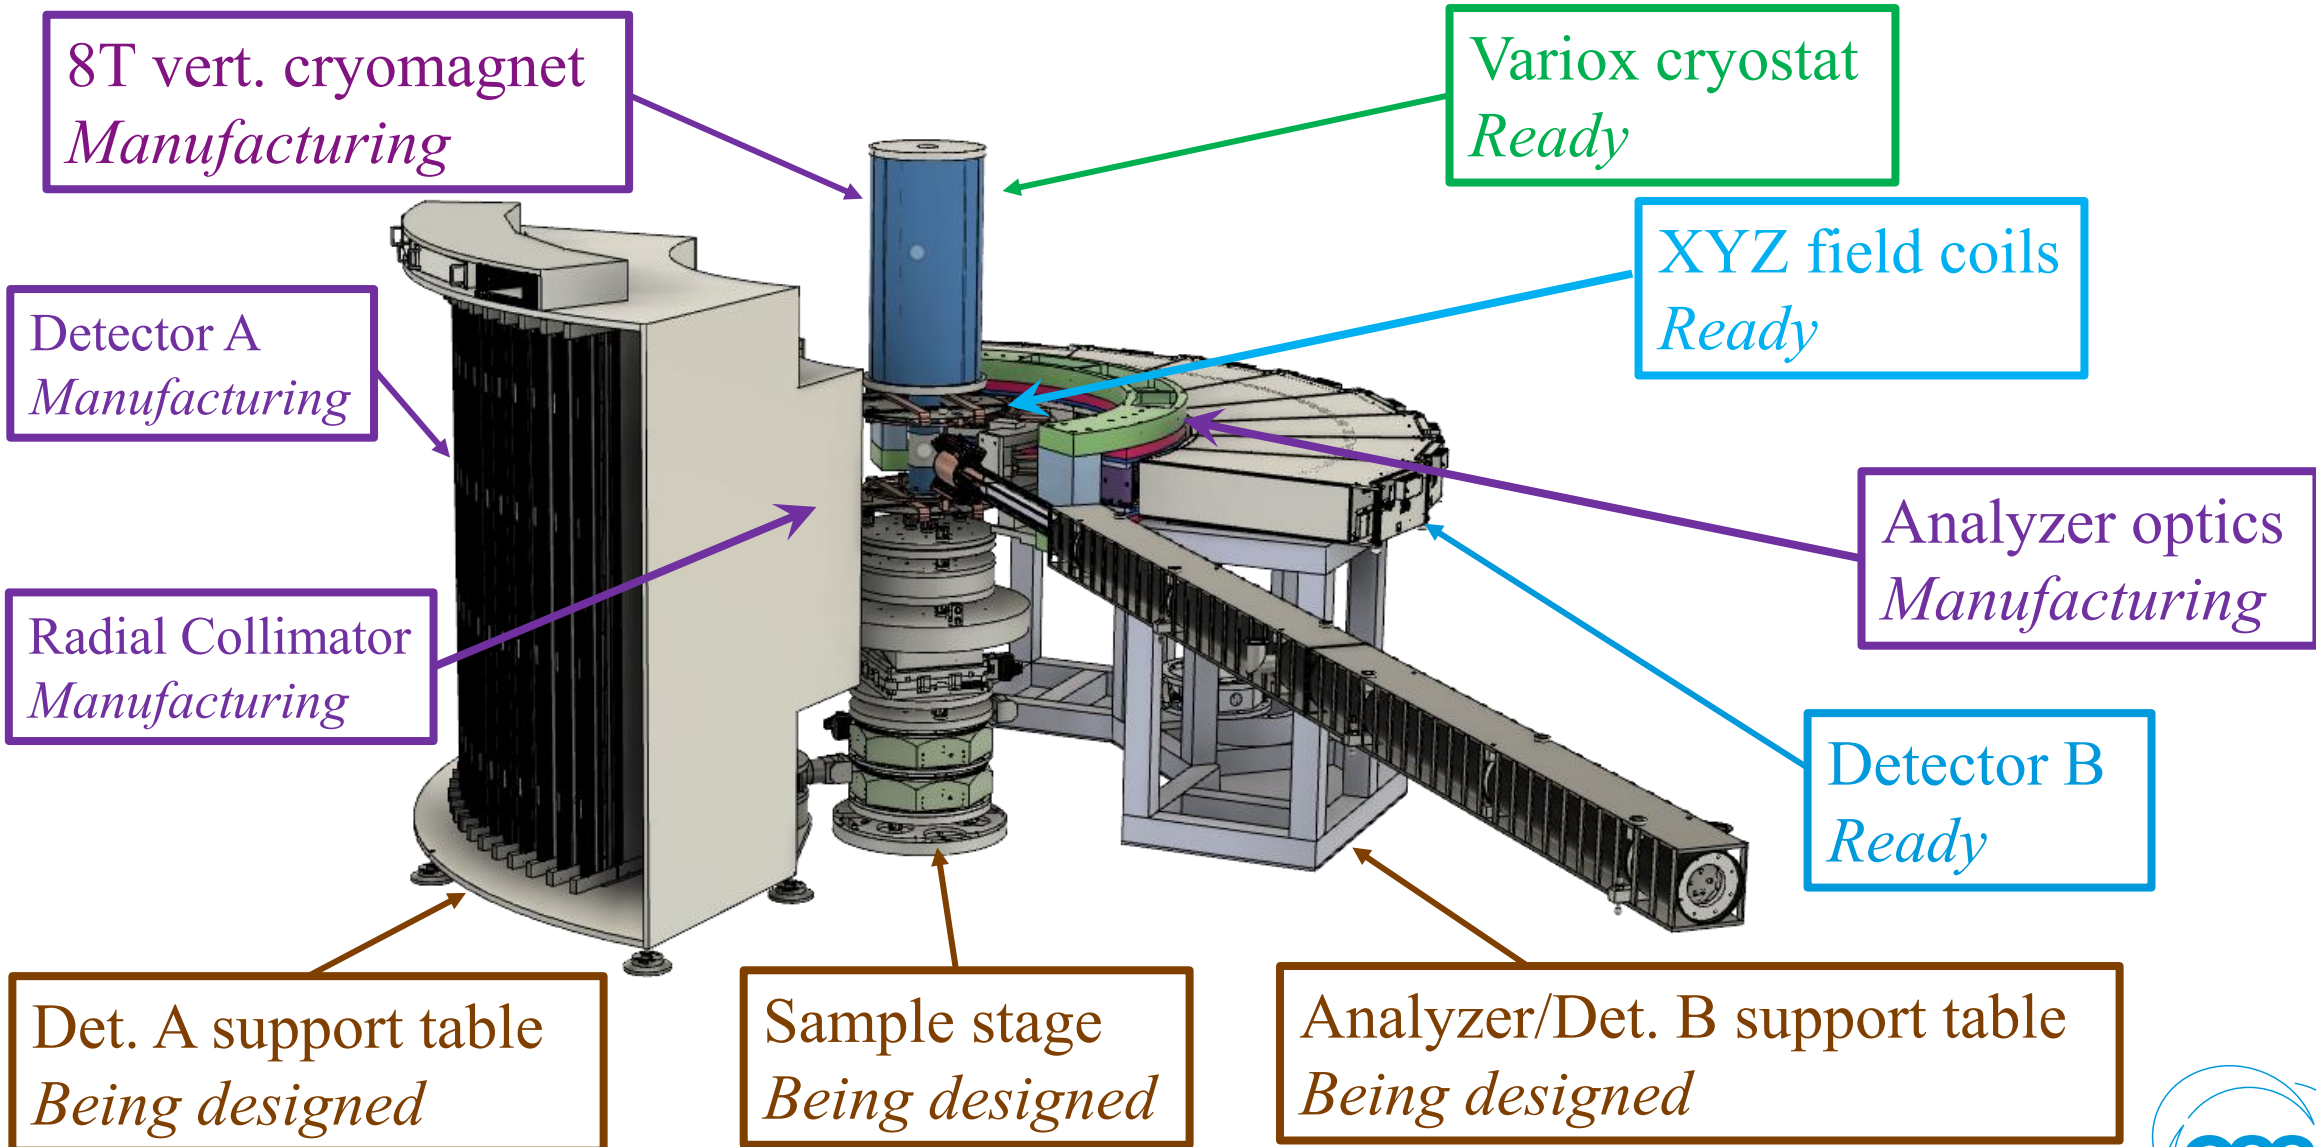 8T vert. cryomagnet
Manufacturing
Variox cryostat
Ready
XYZ field coils
Ready
Detector A
Manufacturing
Analyzer optics
Manufacturing
Radial Collimator
Manufacturing
Detector B
Ready
Det. A support table
Being designed
Sample stage
Being designed
Analyzer/Det. B support table
Being designed